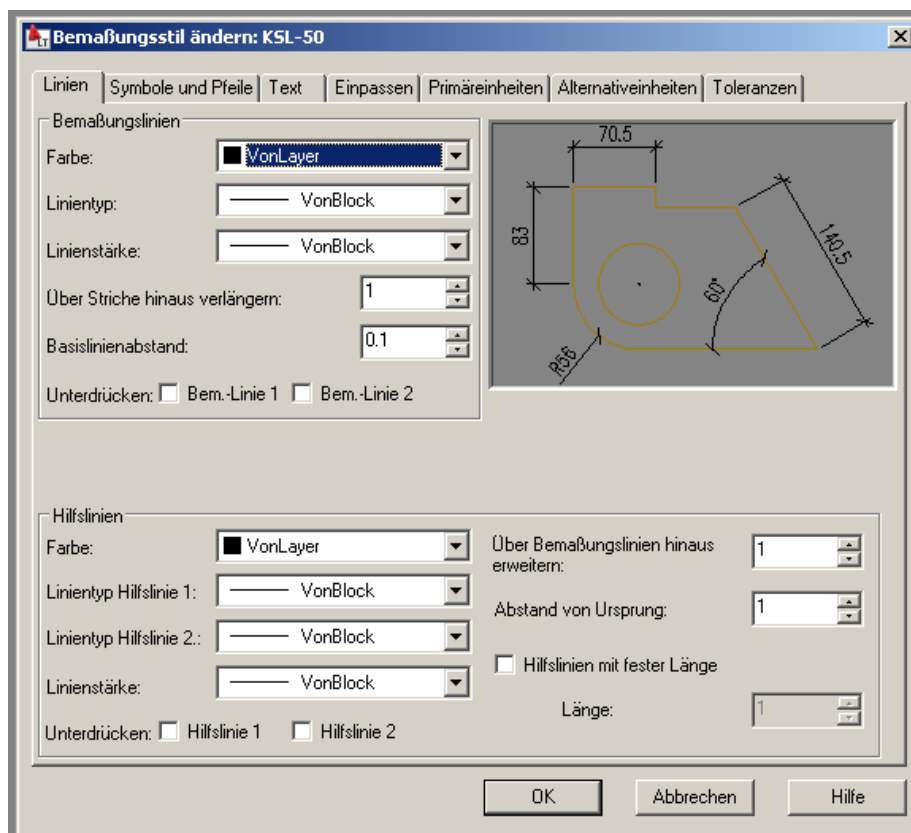 LT Bemaßungsstil ändern: KSL-50
Linien Symbole und Pfeile Text Einpassen Primäreinheiten Alternativeinheiten Toleranzen
Bemaßungslinien
Farbe: VonLayer
Linientyp: VonBlock
Linienstärke: VonBlock
Über Striche hinaus verlängern: 1
Basislinienabstand: 0.1
Unterdrücken: Bem.-Linie 1 Bem.-Linie 2
70.5
83
140.5
60°
R56
Hilfslinien
Farbe: VonLayer
Linientyp Hilfslinie 1: VonBlock
Linientyp Hilfslinie 2.: VonBlock
Linienstärke: VonBlock
Unterdrücken: Hilfslinie 1 Hilfslinie 2
Über Bemaßungslinien hinaus
erweitern: 1
Abstand von Ursprung: 1
Hilfslinien mit fester Länge
Länge: 1
OK Abbrechen Hilfe